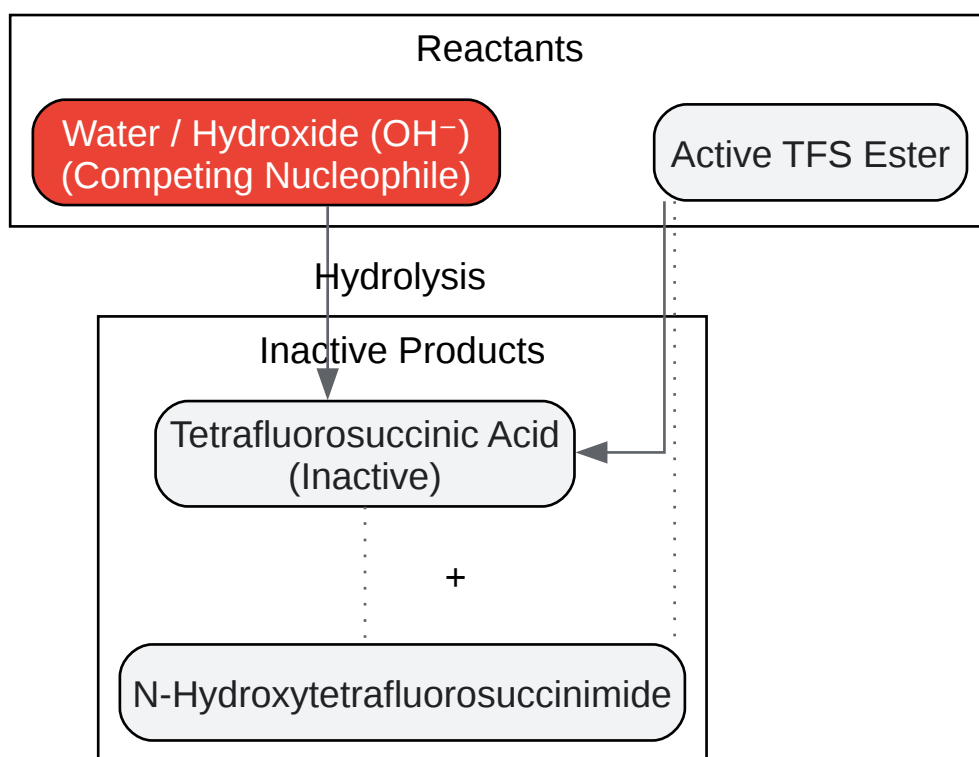 Reactants
Water / Hydroxide (OH⁻)
(Competing Nucleophile)
Active TFS Ester
Hydrolysis
Inactive Products
Tetrafluorosuccinic Acid
(Inactive)
+
N-Hydroxytetrafluorosuccinimide